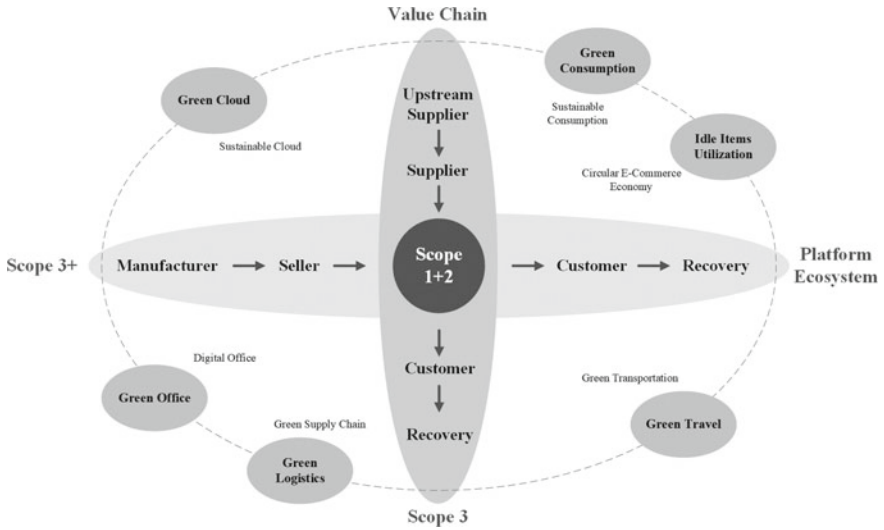 Value Chain
Green
Consumption
Green Cloud
Upstream
Supplier
Sustainable
Consumption
Sustainable Cloud
Idle Items
Utilization
Supplier
Circular E-Commerce
Economy
Scope 3+
Manufacturer
Seller
Scope
1+2
Customer
Recovery
Platform
Ecosystem
Digital Office
Customer
Green Transportation
Green Office
Green Supply Chain
Green Travel
Recovery
Green
Logistics
Scope 3